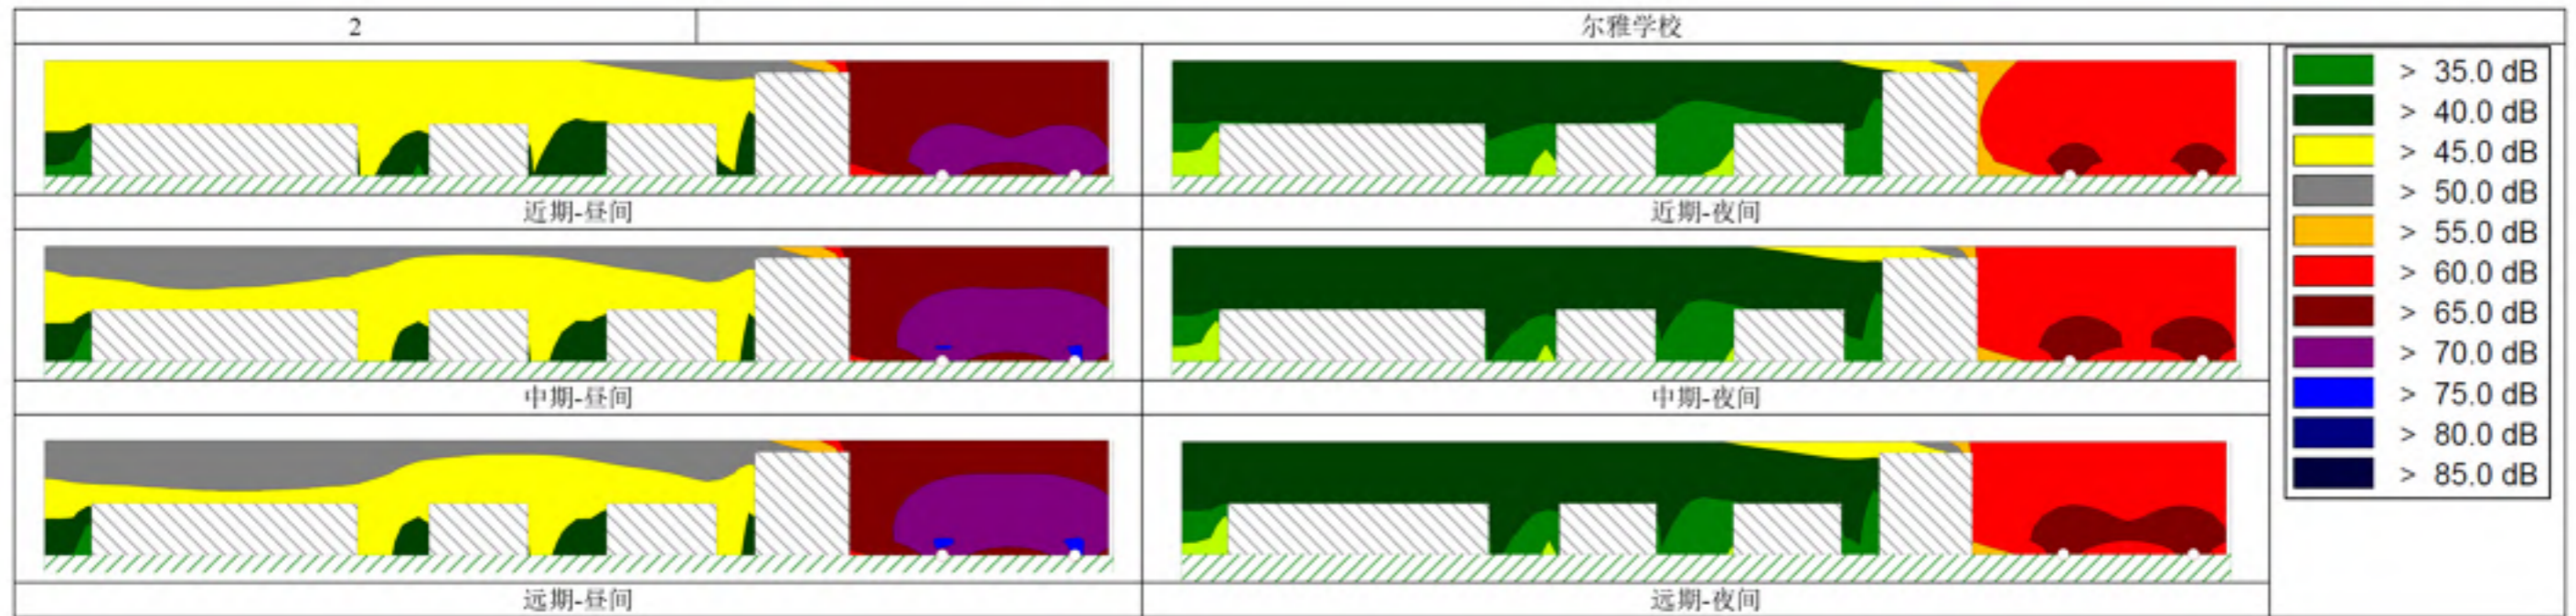 2
尔雅学校
近期-昼间
近期-夜间
中期-昼间
中期-夜间
远期-昼间
远期-夜间
> 35.0 dB
> 40.0 dB
> 45.0 dB
> 50.0 dB
> 55.0 dB
> 60.0 dB
> 65.0 dB
> 70.0 dB
> 75.0 dB
> 80.0 dB
> 85.0 dB